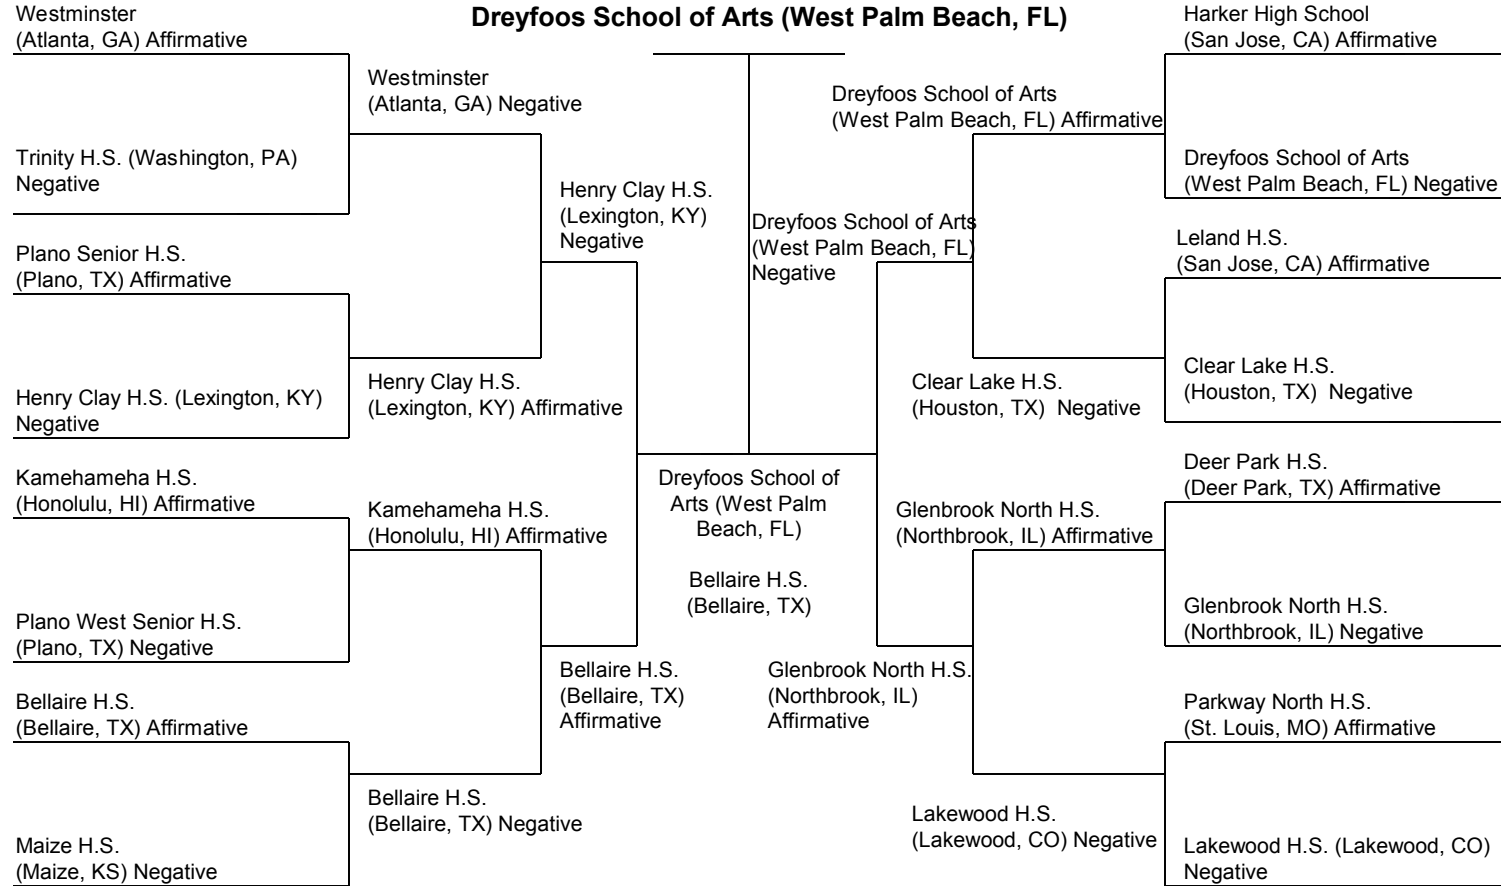 Dreyfoos School of Arts (West Palm Beach, FL)
Westminster
(Atlanta, GA) Affirmative
Trinity H.S. (Washington, PA)
Negative
Plano Senior H.S.
(Plano, TX) Affirmative
Henry Clay H.S. (Lexington, KY)
Negative
Kamehameha H.S.
(Honolulu, HI) Affirmative
Plano West Senior H.S.
(Plano, TX) Negative
Bellaire H.S.
(Bellaire, TX) Affirmative
Maize H.S.
(Maize, KS) Negative
Westminster
(Atlanta, GA) Negative
Henry Clay H.S.
(Lexington, KY) Affirmative
Kamehameha H.S.
(Honolulu, HI) Affirmative
Bellaire H.S.
(Bellaire, TX) Negative
Henry Clay H.S.
(Lexington, KY)
Negative
Bellaire H.S.
(Bellaire, TX)
Affirmative
Dreyfoos School of
Arts (West Palm
Beach, FL)
Bellaire H.S.
(Bellaire, TX)
Dreyfoos School of Arts
(West Palm Beach, FL)
Negative
Glenbrook North H.S.
(Northbrook, IL)
Affirmative
Dreyfoos School of Arts
(West Palm Beach, FL) Affirmative
Clear Lake H.S.
(Houston, TX) Negative
Glenbrook North H.S.
(Northbrook, IL) Affirmative
Lakewood H.S.
(Lakewood, CO) Negative
Harker High School
(San Jose, CA) Affirmative
Dreyfoos School of Arts
(West Palm Beach, FL) Negative
Leland H.S.
(San Jose, CA) Affirmative
Clear Lake H.S.
(Houston, TX) Negative
Deer Park H.S.
(Deer Park, TX) Affirmative
Glenbrook North H.S.
(Northbrook, IL) Negative
Parkway North H.S.
(St. Louis, MO) Affirmative
Lakewood H.S. (Lakewood, CO)
Negative